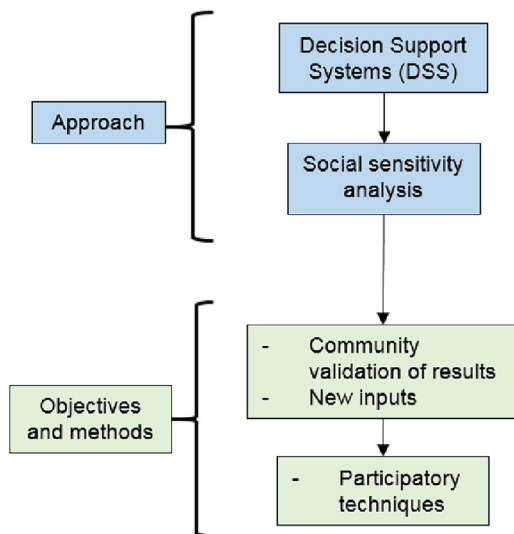 Decision Support
Systems (DSS)
Approach
Social sensitivity
analysis
- Community
validation of results
- New inputs
Objectives
and methods
- Participatory
techniques